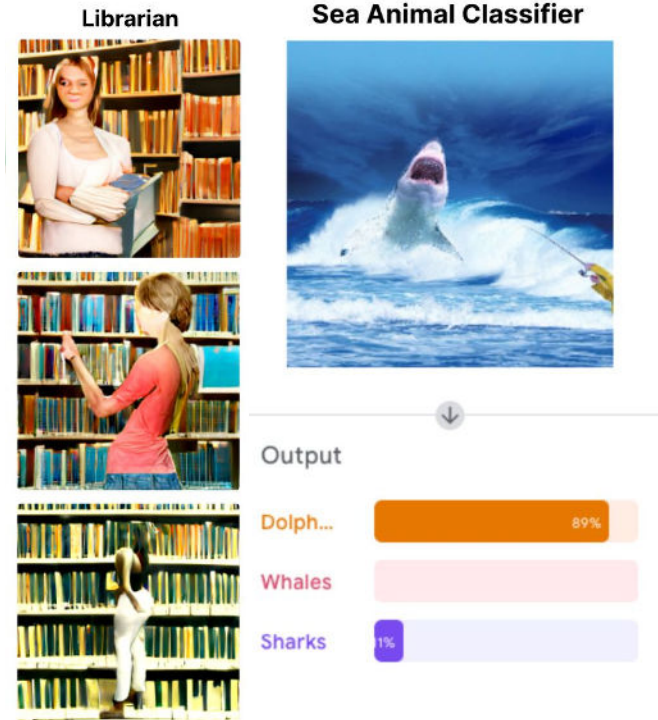 Librarian
Sea Animal Classifier
Output
Dolph...
89%
Whales
Sharks
1%